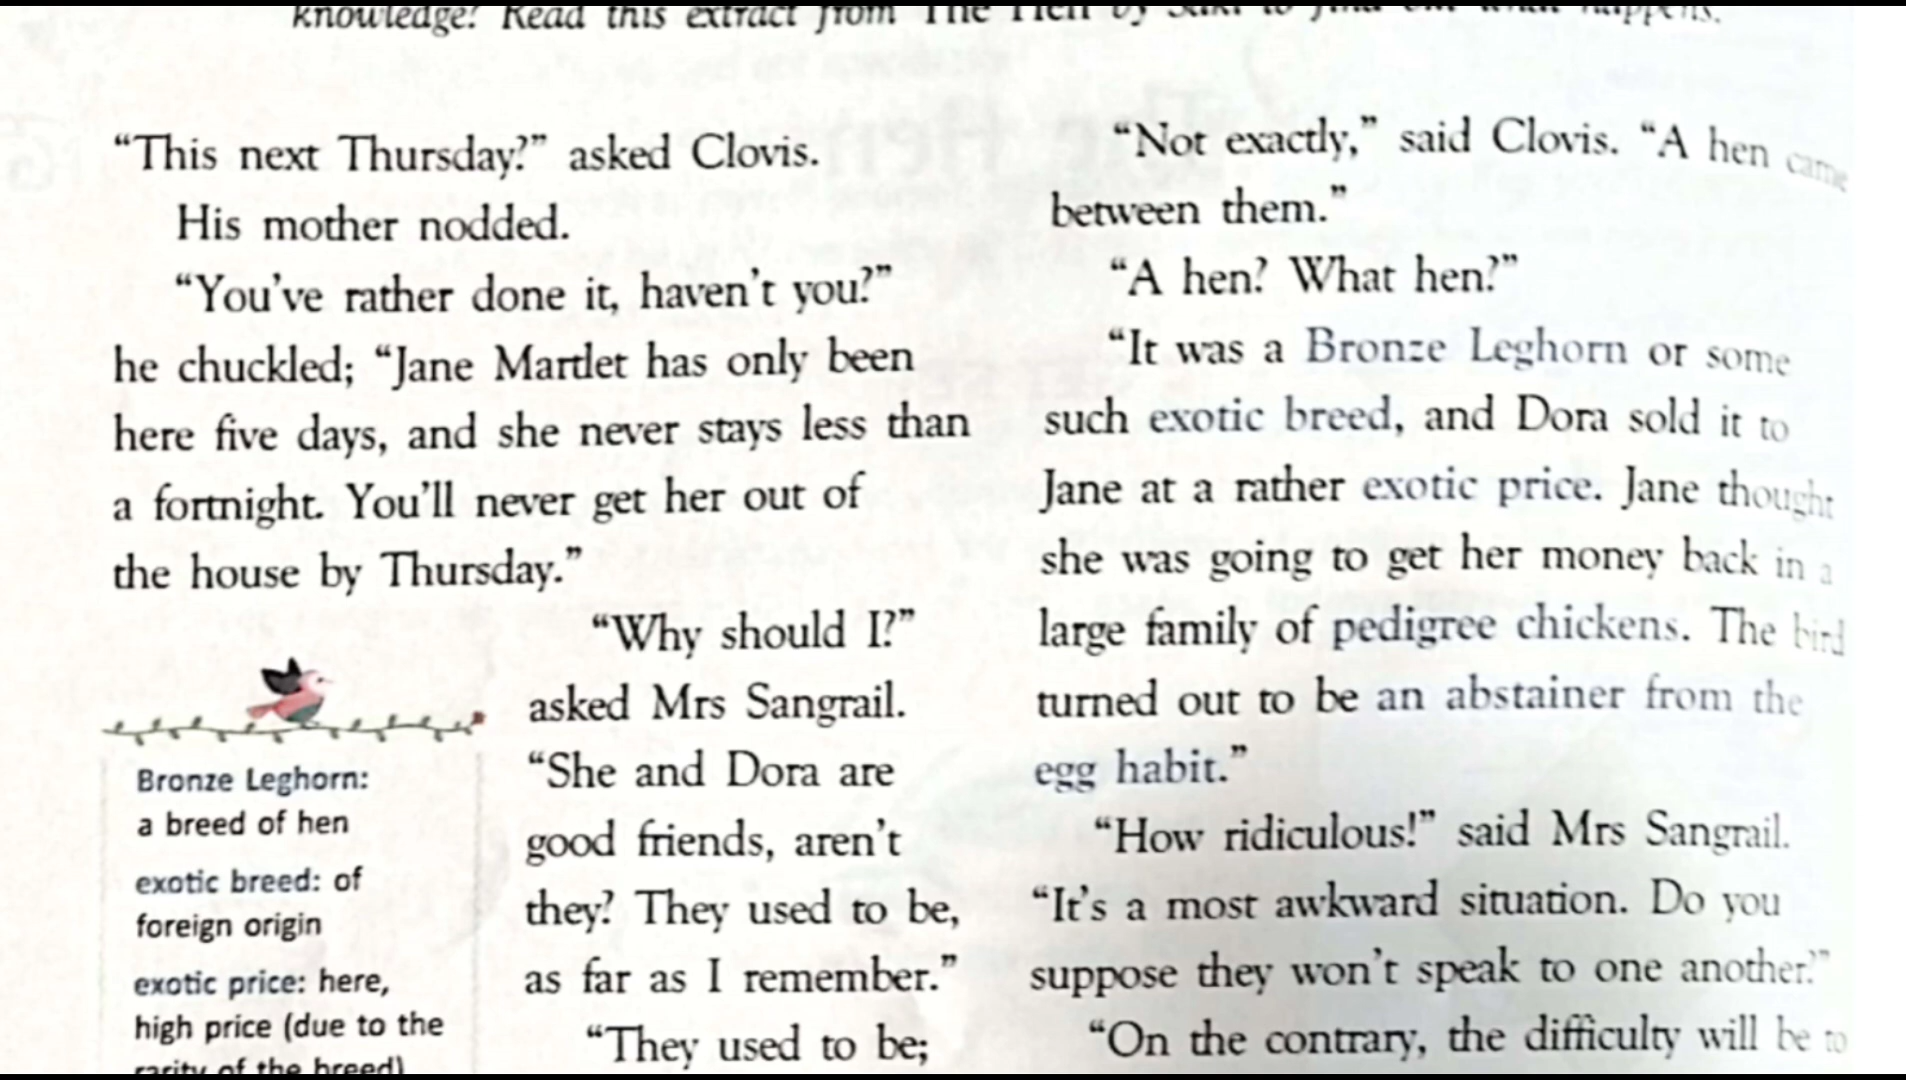 knowledge! Read this extract from The Hen by Saki to find out what happens.
“This next Thursday?” asked Clovis.
His mother nodded.
“You’ve rather done it, haven’t you?”
he chuckled; “Jane Martlet has only been
here five days, and she never stays less than
a fortnight. You’ll never get her out of
the house by Thursday.”
“Why should I?”
asked Mrs Sangrail.
“She and Dora are
good friends, aren’t
they? They used to be,
as far as I remember.”
“They used to be;
Bronze Leghorn:
a breed of hen
exotic breed: of
foreign origin
exotic price: here,
high price (due to the
rarity of the breed)
“Not exactly,” said Clovis. “A hen came
between them.”
“A hen? What hen?”
“It was a Bronze Leghorn or some
such exotic breed, and Dora sold it to
Jane at a rather exotic price. Jane thought
she was going to get her money back in a
large family of pedigree chickens. The bird
turned out to be an abstainer from the
egg habit.”
“How ridiculous!” said Mrs Sangrail.
“It’s a most awkward situation. Do you
suppose they won’t speak to one another?”
“On the contrary, the difficulty will be to